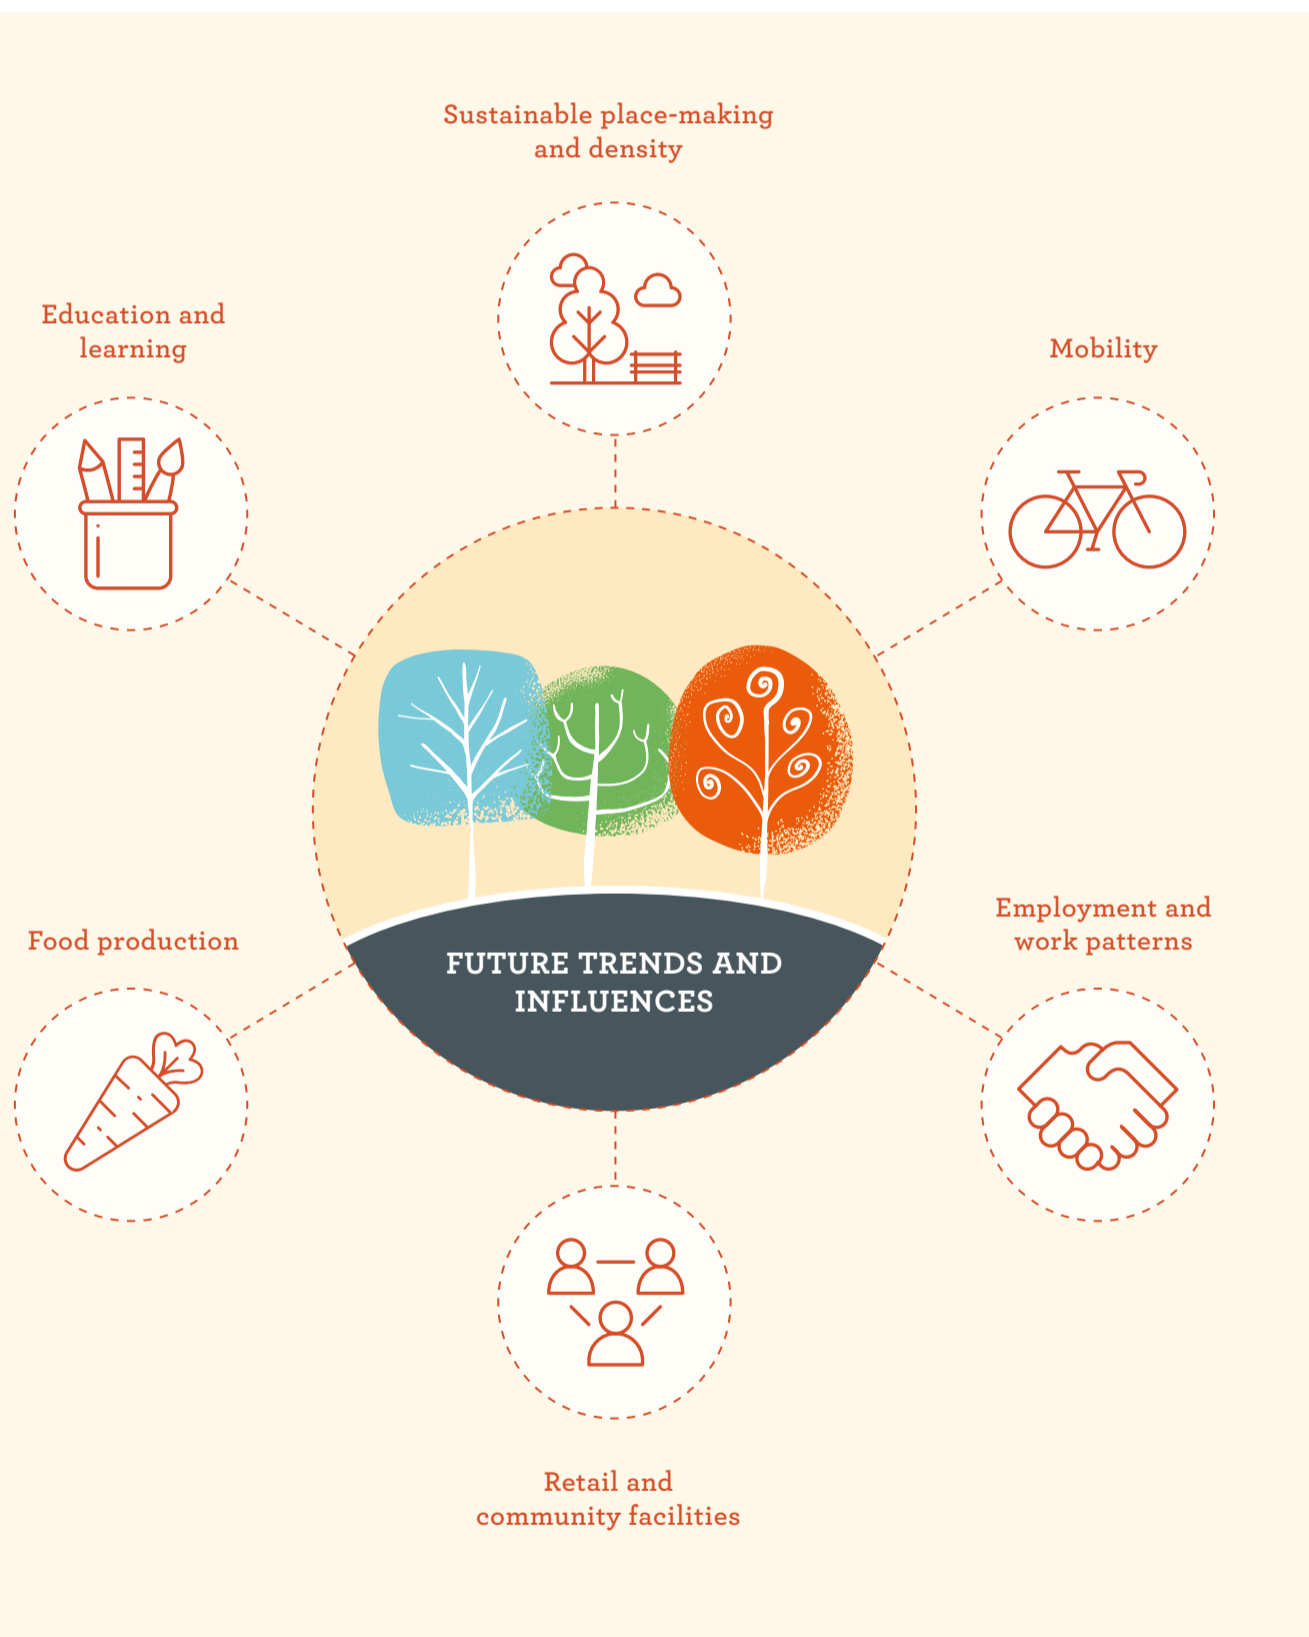 Sustainable place-making
and density
Education and
learning
Mobility
FUTURE TRENDS AND
INFLUENCES
Food production
Employment and
work patterns
Retail and
community facilities